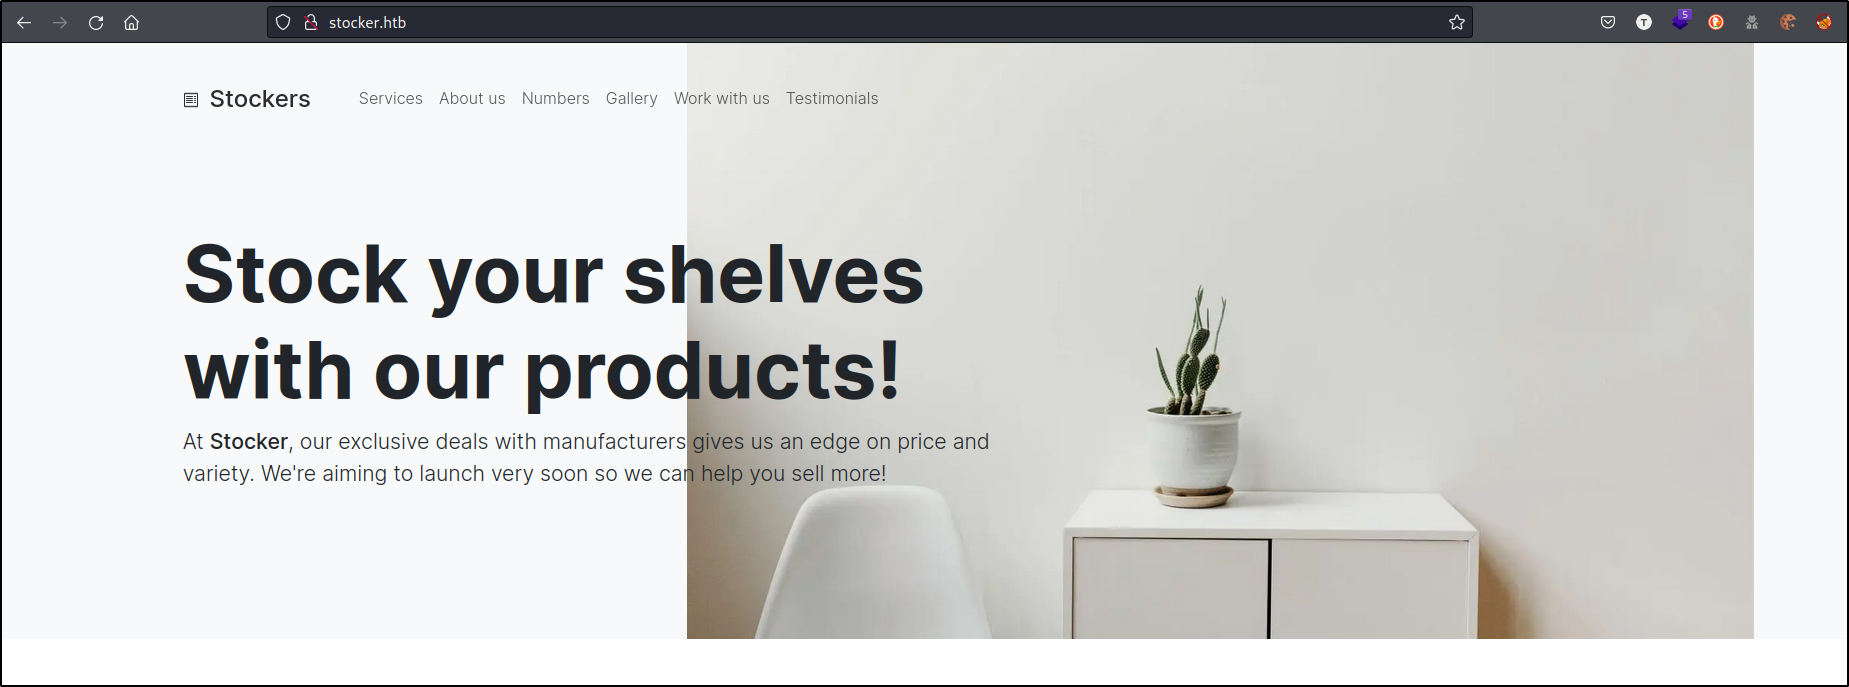 stocker.htb
5
T
Stockers Services About us Numbers Gallery Work with us Testimonials
Stock your shelves
with our products!
At Stocker, our exclusive deals with manufacturers gives us an edge on price and
variety. We're aiming to launch very soon so we can help you sell more!